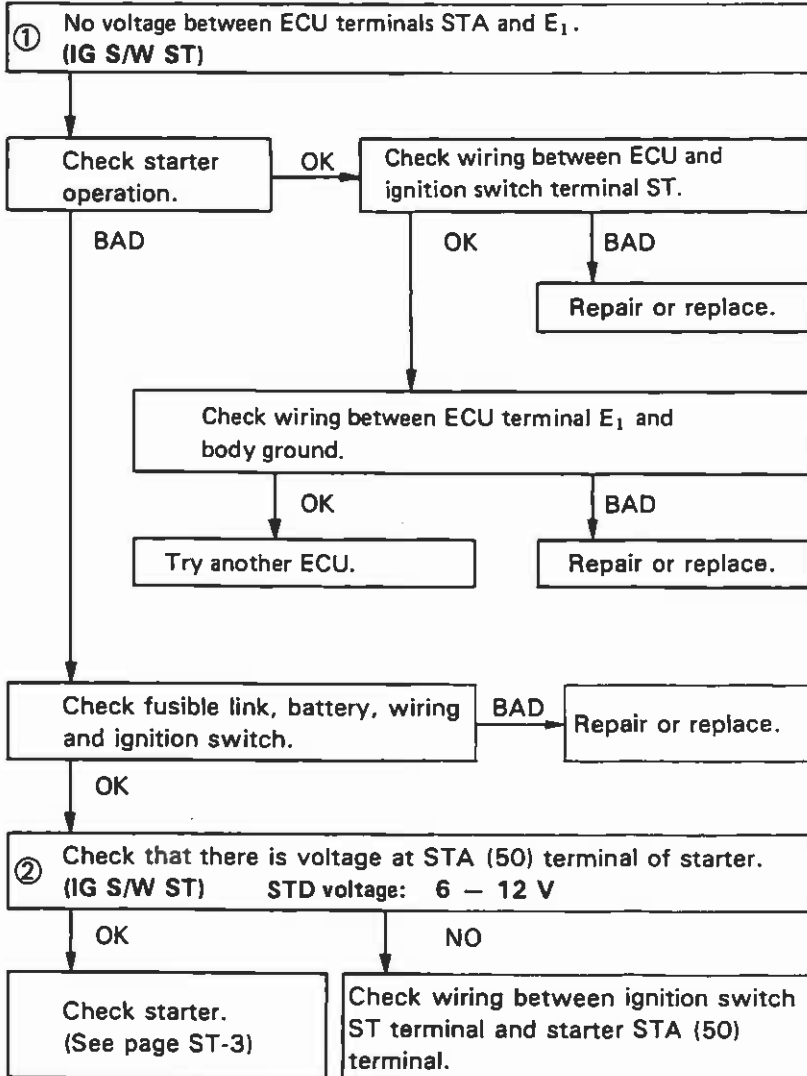 ① No voltage between ECU terminals STA and E₁.
(IG S/W ST)
Check starter
operation.
OK
Check wiring between ECU and
ignition switch terminal ST.
BAD
OK
BAD
Repair or replace.
Check wiring between ECU terminal E₁ and
body ground.
OK
BAD
Try another ECU.
Repair or replace.
Check fusible link, battery, wiring
and ignition switch.
BAD
Repair or replace.
OK
② Check that there is voltage at STA (50) terminal of starter.
(IG S/W ST) STD voltage: 6 – 12 V
OK
NO
Check starter.
(See page ST-3)
Check wiring between ignition switch
ST terminal and starter STA (50)
terminal.